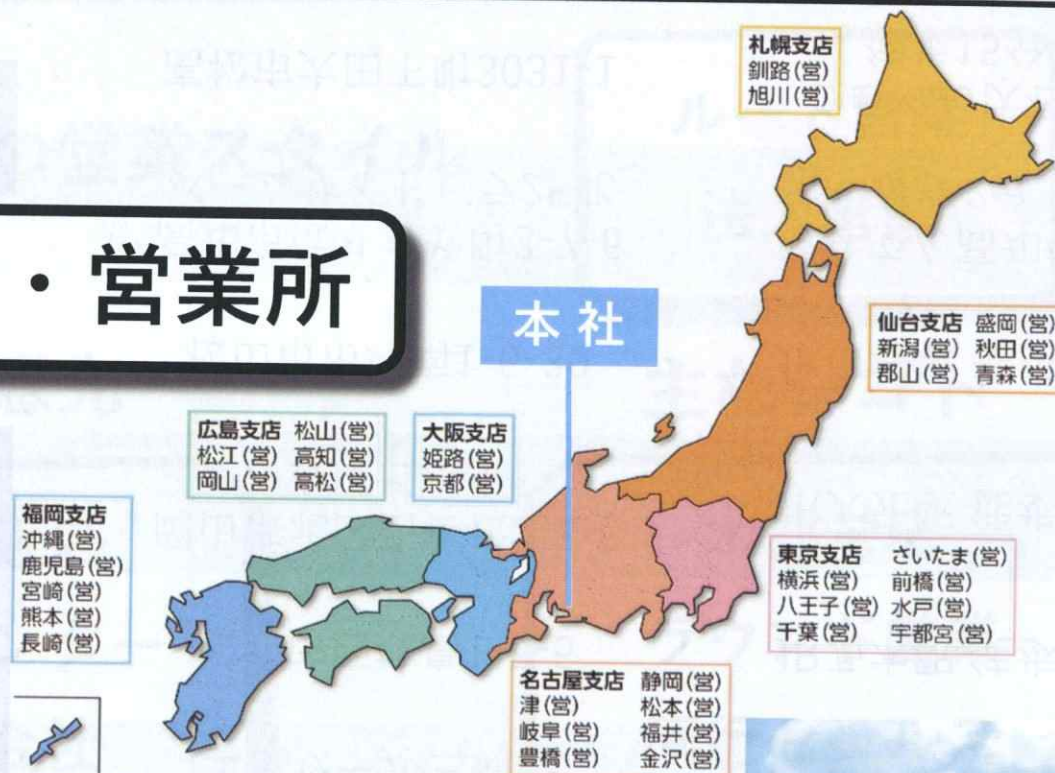 札幌支店
釧路(営)
旭川(営)
・営業所
本社
仙台支店 盛岡(営)
新潟(営) 秋田(営)
郡山(営) 青森(営)
広島支店 松山(営)
松江(営) 高知(営)
岡山(営) 高松(営)
大阪支店
姫路(営)
京都(営)
福岡支店
沖縄(営)
鹿児島(営)
宮崎(営)
熊本(営)
長崎(営)
東京支店 さいたま(営)
横浜(営) 前橋(営)
八王子(営) 水戸(営)
千葉(営) 宇都宮(営)
名古屋支店 静岡(営)
津(営) 松本(営)
岐阜(営) 福井(営)
豊橋(営) 金沢(営)